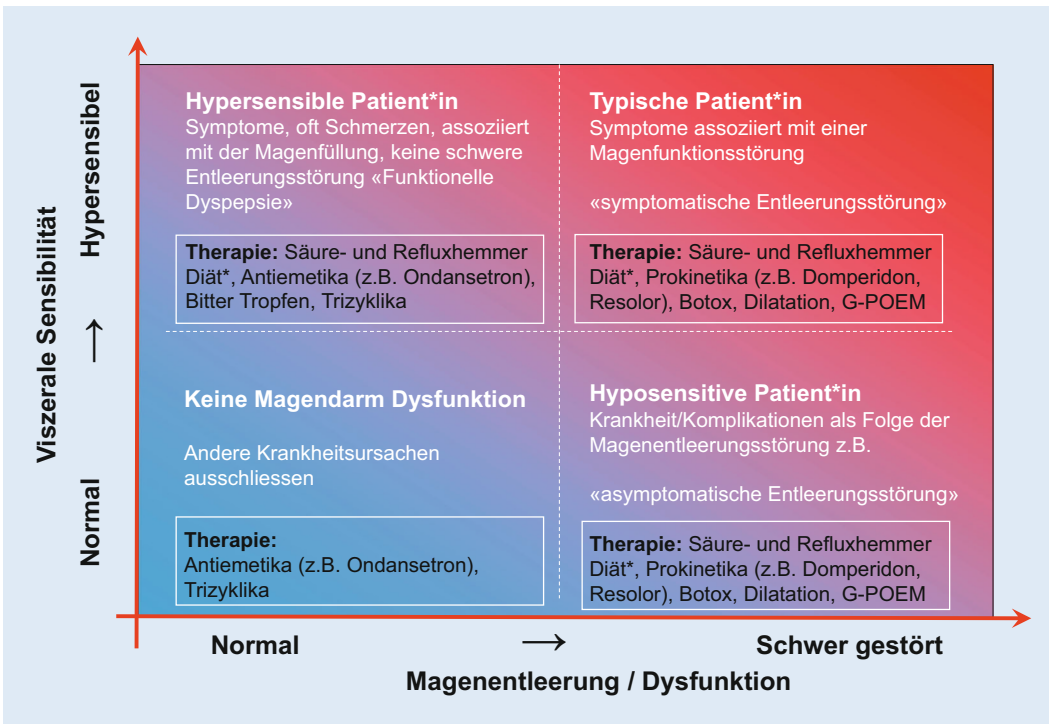 Viszerale Sensibilität
Normal
→
Hypersensibel
Hypersensible Patient*in
Symptome, oft Schmerzen, assoziiert
mit der Magenfüllung, keine schwere
Entleerungsstörung «Funktionelle
Dyspepsie»
Therapie: Säure- und Refluxhemmer
Diät*, Antiemetika (z.B. Ondansetron),
Bitter Tropfen, Trizyklika
Typische Patient*in
Symptome assoziiert mit einer
Magenfunktionsstörung
«symptomatische Entleerungsstörung»
Therapie: Säure- und Refluxhemmer
Diät*, Prokinetika (z.B. Domperidon,
Resolor), Botox, Dilatation, G-POEM
Keine Magendarm Dysfunktion
Andere Krankheitsursachen
ausschliessen
Therapie:
Antiemetika (z.B. Ondansetron),
Trizyklika
Hyposensitive Patient*in
Krankheit/Komplikationen als Folge der
Magenentleerungsstörung z.B.
«asymptomatische Entleerungsstörung»
Therapie: Säure- und Refluxhemmer
Diät*, Prokinetika (z.B. Domperidon,
Resolor), Botox, Dilatation, G-POEM
Normal → Schwer gestört
Magenentleerung / Dysfunktion